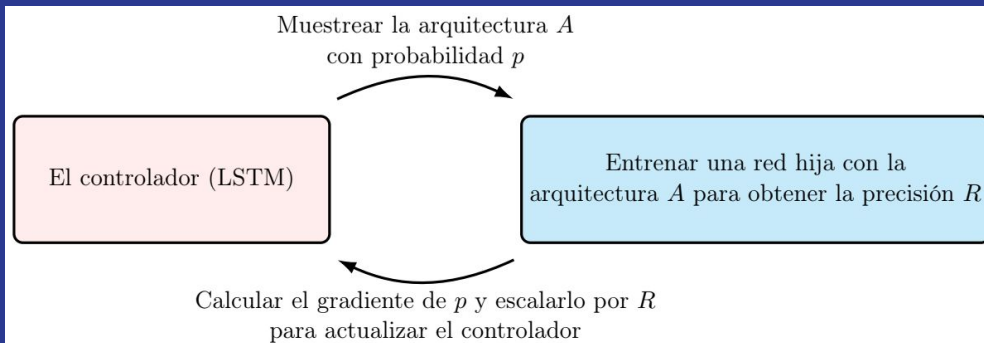 Muestrear la arquitectura A
con probabilidad p
El controlador (LSTM)
Entrenar una red hija con la
arquitectura A para obtener la precisión R
Calcular el gradiente de p y escalarlo por R
para actualizar el controlador